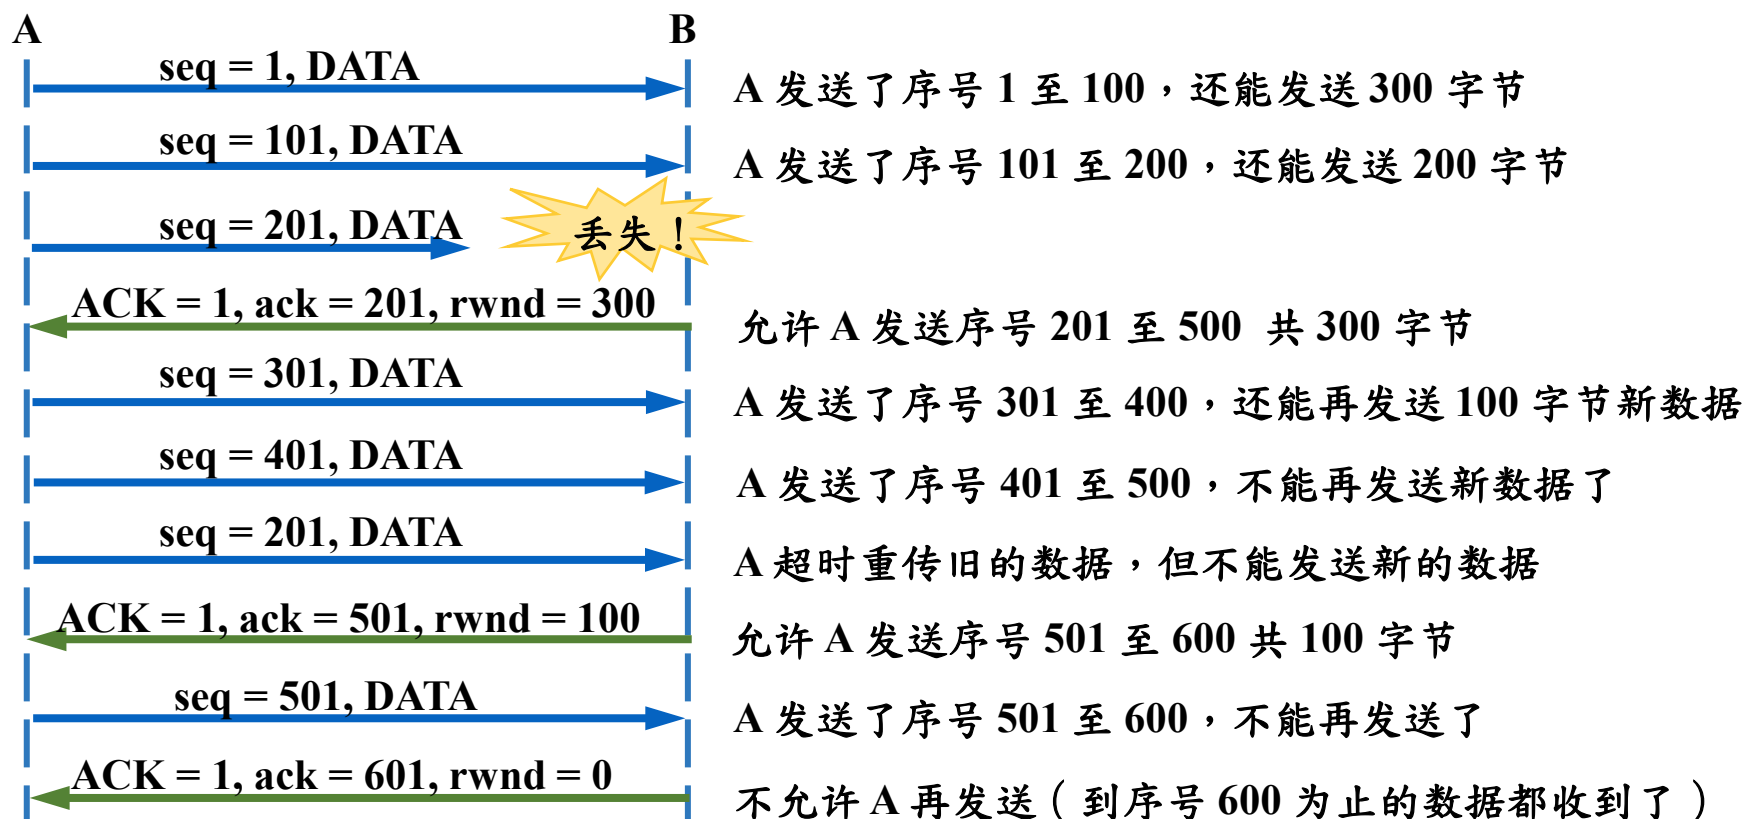 A B
seq = 1, DATA
A 发送了序号 1 至 100，还能发送 300 字节
seq = 101, DATA
A 发送了序号 101 至 200，还能发送 200 字节
seq = 201, DATA
丢失！
ACK = 1, ack = 201, rwnd = 300
允许 A 发送序号 201 至 500 共 300 字节
seq = 301, DATA
A 发送了序号 301 至 400，还能再发送 100 字节新数据
seq = 401, DATA
A 发送了序号 401 至 500，不能再发送新数据了
seq = 201, DATA
A 超时重传旧的数据，但不能发送新的数据
ACK = 1, ack = 501, rwnd = 100
允许 A 发送序号 501 至 600 共 100 字节
seq = 501, DATA
A 发送了序号 501 至 600，不能再发送了
ACK = 1, ack = 601, rwnd = 0
不允许 A 再发送（到序号 600 为止的数据都收到了）